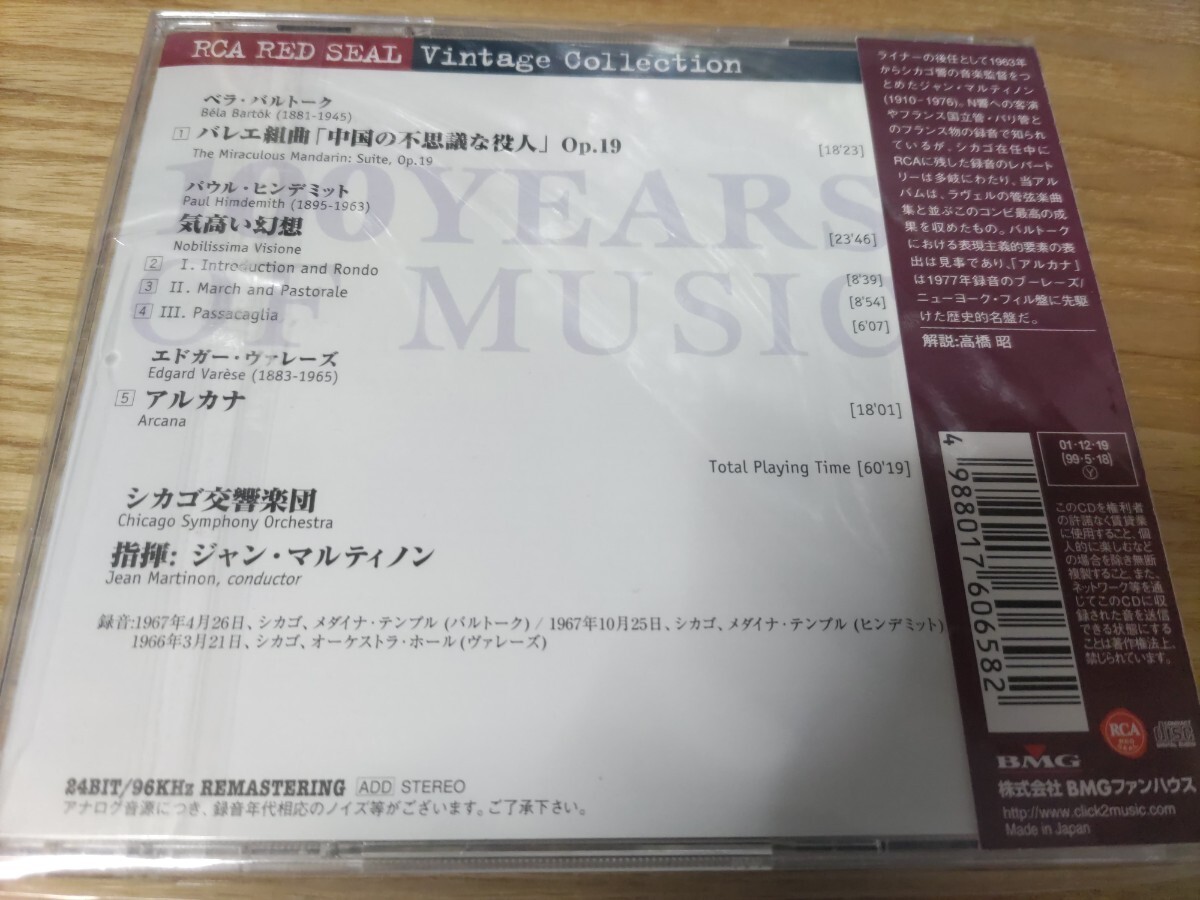 RCA RED SEAL Vintage Collection
100 YEARS
OF MUSIC
ベラ・バルトーク
Béla Bartók (1881-1945)
1 バレエ組曲「中国の不思議な役人」 Op.19 [18'23]
The Miraculous Mandarin: Suite, Op.19
パウル・ヒンデミット
Paul Himdemith (1895-1963)
気高い幻想 [23'46]
Nobilissima Visione
2 I. Introduction and Rondo [8'39]
3 II. March and Pastorale [8'54]
4 III. Passacaglia [6'07]
エドガー・ヴァレーズ
Edgard Varèse (1883-1965)
5 アルカナ [18'01]
Arcana
Total Playing Time [60'19]
シカゴ交響楽団
Chicago Symphony Orchestra
指揮: ジャン・マルティノン
Jean Martinon, conductor
録音:1967年4月26日、シカゴ、メダイナ・テンプル (バルトーク) / 1967年10月25日、シカゴ、メダイナ・テンプル (ヒンデミット)
1966年3月21日、シカゴ、オーケストラ・ホール(ヴァレーズ)
24BIT/96KHz REMASTERING ADD STEREO
アナログ音源につき、録音年代相応のノイズ等がございます。ご了承下さい。
ライナーの後任として1963年
からシカゴ響の音楽監督をつ
とめたジャン・マルティノン
(1910-1976)。N響への客演
やフランス国立管・パリ管と
のフランス物の録音で知られ
ているが、シカゴ在任中に
RCAに残した録音のレパート
リーは多岐にわたり、当アル
バムは、ラヴェルの管弦楽曲
集と並ぶこのコンビ最高の成
果を収めたもの。バルトーク
における表現主義的要素の表
出は見事であり、「アルカナ」
は1977年録音のブーレーズ/
ニューヨーク・フィル盤に先駆
けた歴史的名盤だ。
解説:高橋 昭
4 988017 606582
01・12・19
(99・5・18)
Y
このCDを権利者
の許諾なく賃貸業
に使用すること、個
人的に楽しむなど
の場合を除き無断
複製すること、また、
ネットワーク等を通
じてこのCDに収
録された音を送信
できる状態にする
ことは著作権法上、
禁じられています。
BMG
RCA
COMPACT
disc
DIGITAL AUDIO
株式会社 BMGファンハウス
http://www.click2music.com
Made in Japan